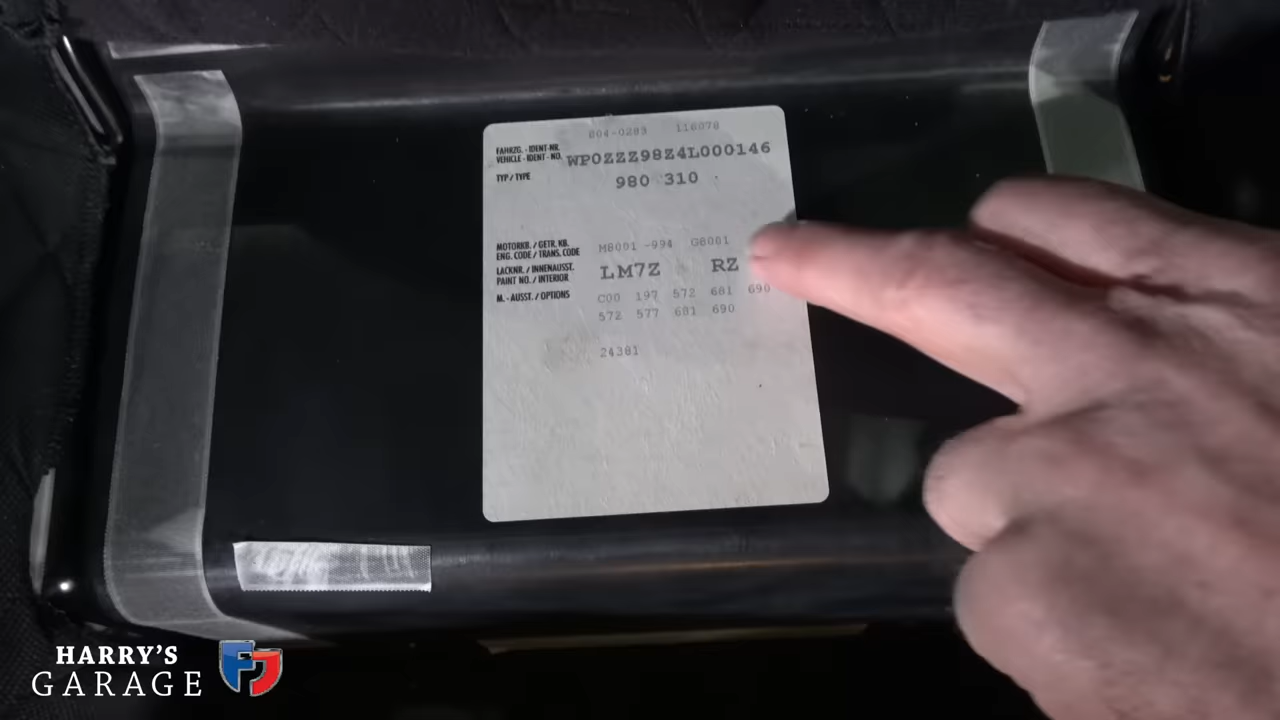 804-0283 116078
FAHRZG. - IDENT-NR.
VEHICLE - IDENT - NO. WP0ZZZ98Z4L000146
TYP / TYPE 980 310
MOTORKB. / GETR. KB.
ENG. CODE / TRANS. CODE M8001 -994 G8001
LACKNR. / INNENAUSST.
PAINT NO. / INTERIOR LM7Z RZ
M. - AUSST. / OPTIONS C00 197 572 681 690
572 577 681 690
24381
HARRY'S
GARAGE